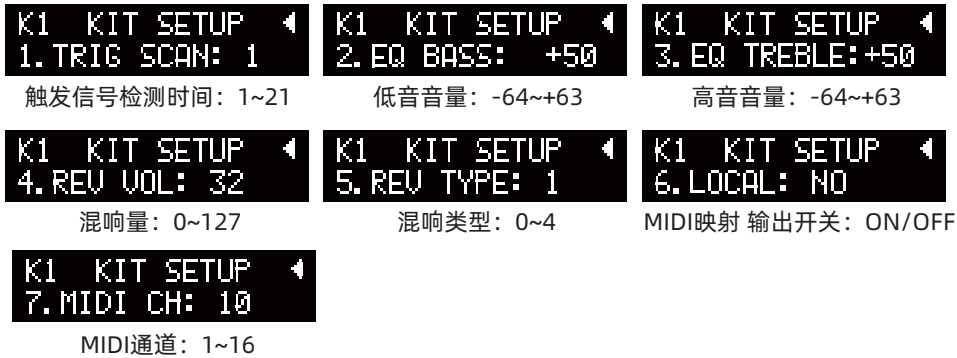 K1 KIT SETUP
1.TRIG SCAN: 1
触发信号检测时间：1~21
K1 KIT SETUP
2.EQ BASS: +50
低音音量：-64~+63
K1 KIT SETUP
3.EQ TREBLE:+50
高音音量：-64~+63
K1 KIT SETUP
4.REV VOL: 32
混响量：0~127
K1 KIT SETUP
5.REV TYPE: 1
混响类型：0~4
K1 KIT SETUP
6.LOCAL: NO
MIDI映射 输出开关：ON/OFF
K1 KIT SETUP
7.MIDI CH: 10
MIDI通道：1~16